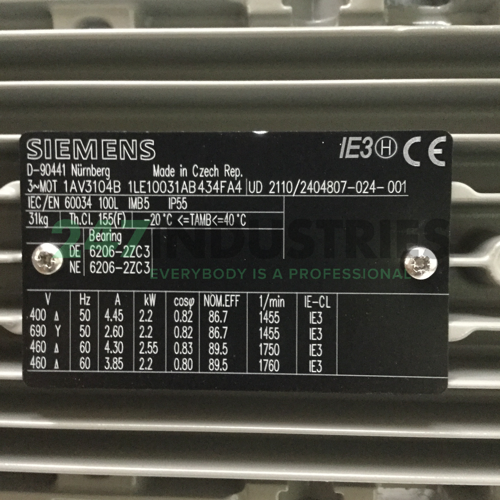 SIEMENS IE3 H CE
D-90441 Nürnberg Made in Czech Rep.
3~MOT 1AV3104B 1LE10031AB434FA4 UD 2110/2404807-024-001
IEC/EN 60034 100L IMB5 IP55
31kg Th.Cl. 155(F) -20°C <=TAMB<=40°C
Bearing
DE 6206-2ZC3
NE 6206-2ZC3
247 INDUSTRIES
EVERYBODY IS A PROFESSIONAL
V Hz A kW cosφ NOM.EFF 1/min IE-CL
400 Δ 50 4.45 2.2 0.82 86.7 1455 IE3
690 Y 50 2.60 2.2 0.82 86.7 1455 IE3
460 Δ 60 4.30 2.55 0.83 89.5 1750 IE3
460 Δ 60 3.85 2.2 0.80 89.5 1760 IE3